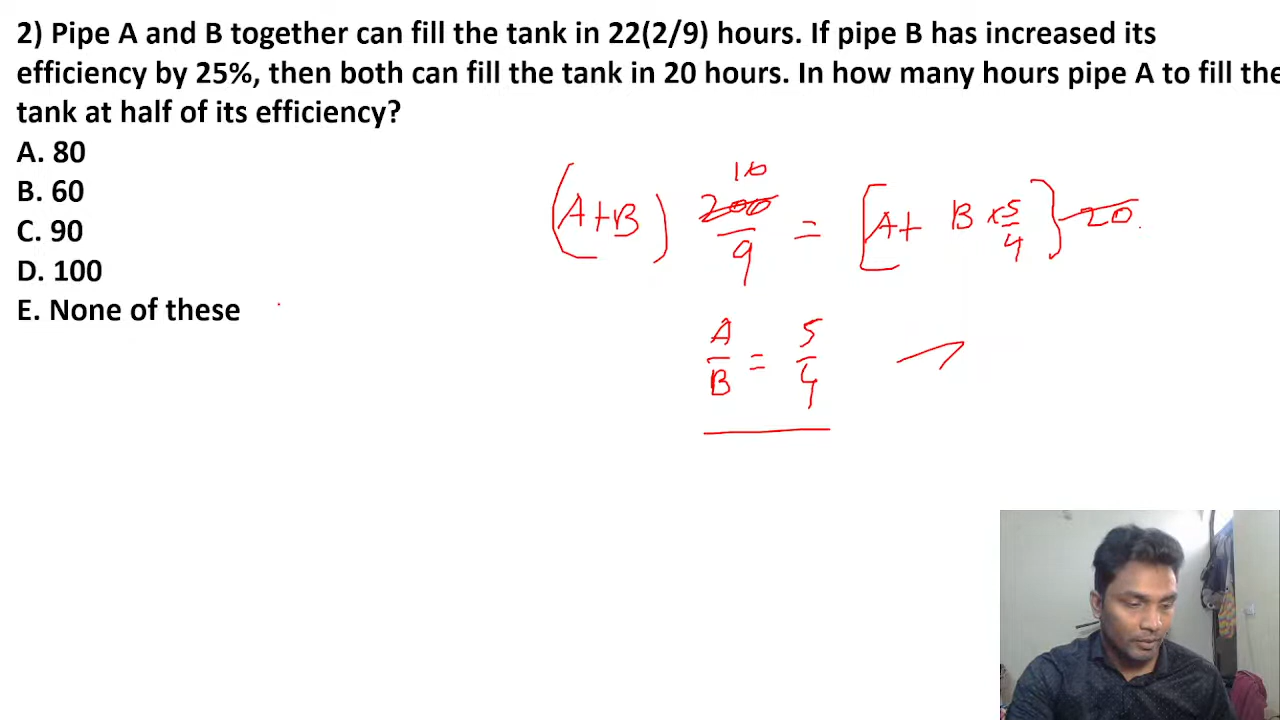 2) Pipe A and B together can fill the tank in 22(2/9) hours. If pipe B has increased its
efficiency by 25%, then both can fill the tank in 20 hours. In how many hours pipe A to fill the
tank at half of its efficiency?
A. 80
B. 60
C. 90
D. 100
E. None of these
10
(A+B) 200/9 = [A+ B×5/4] 20
A/B = 5/4